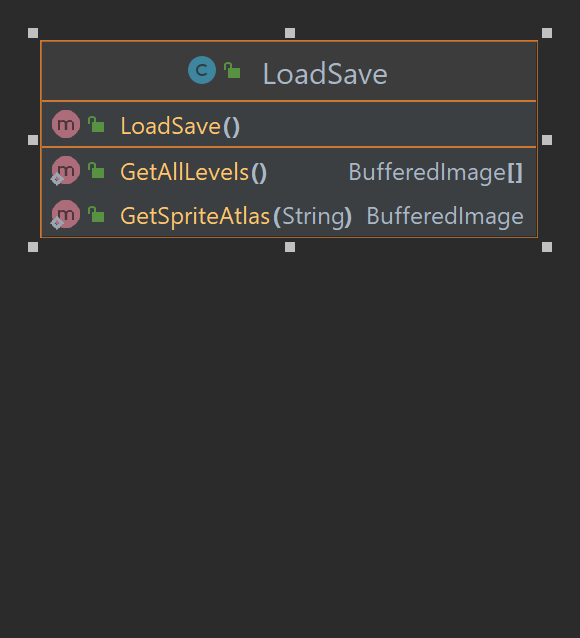 C LoadSave
m LoadSave()
m GetAllLevels() BufferedImage[]
m GetSpriteAtlas(String) BufferedImage